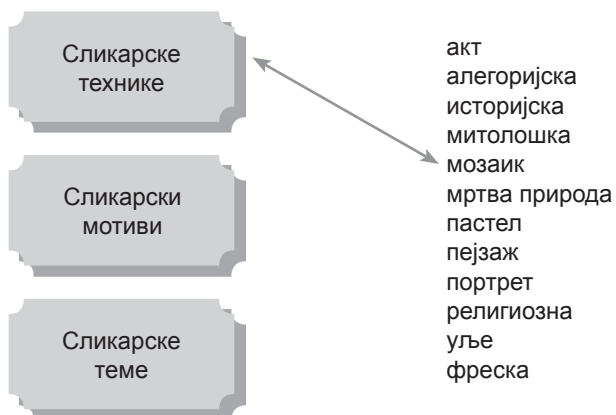 Сликарске
технике
Сликарски
мотиви
Сликарске
теме
акт
алегоријска
историјска
митолошка
мозаик
мртва природа
пастел
пејзаж
портрет
религиозна
уље
фреска